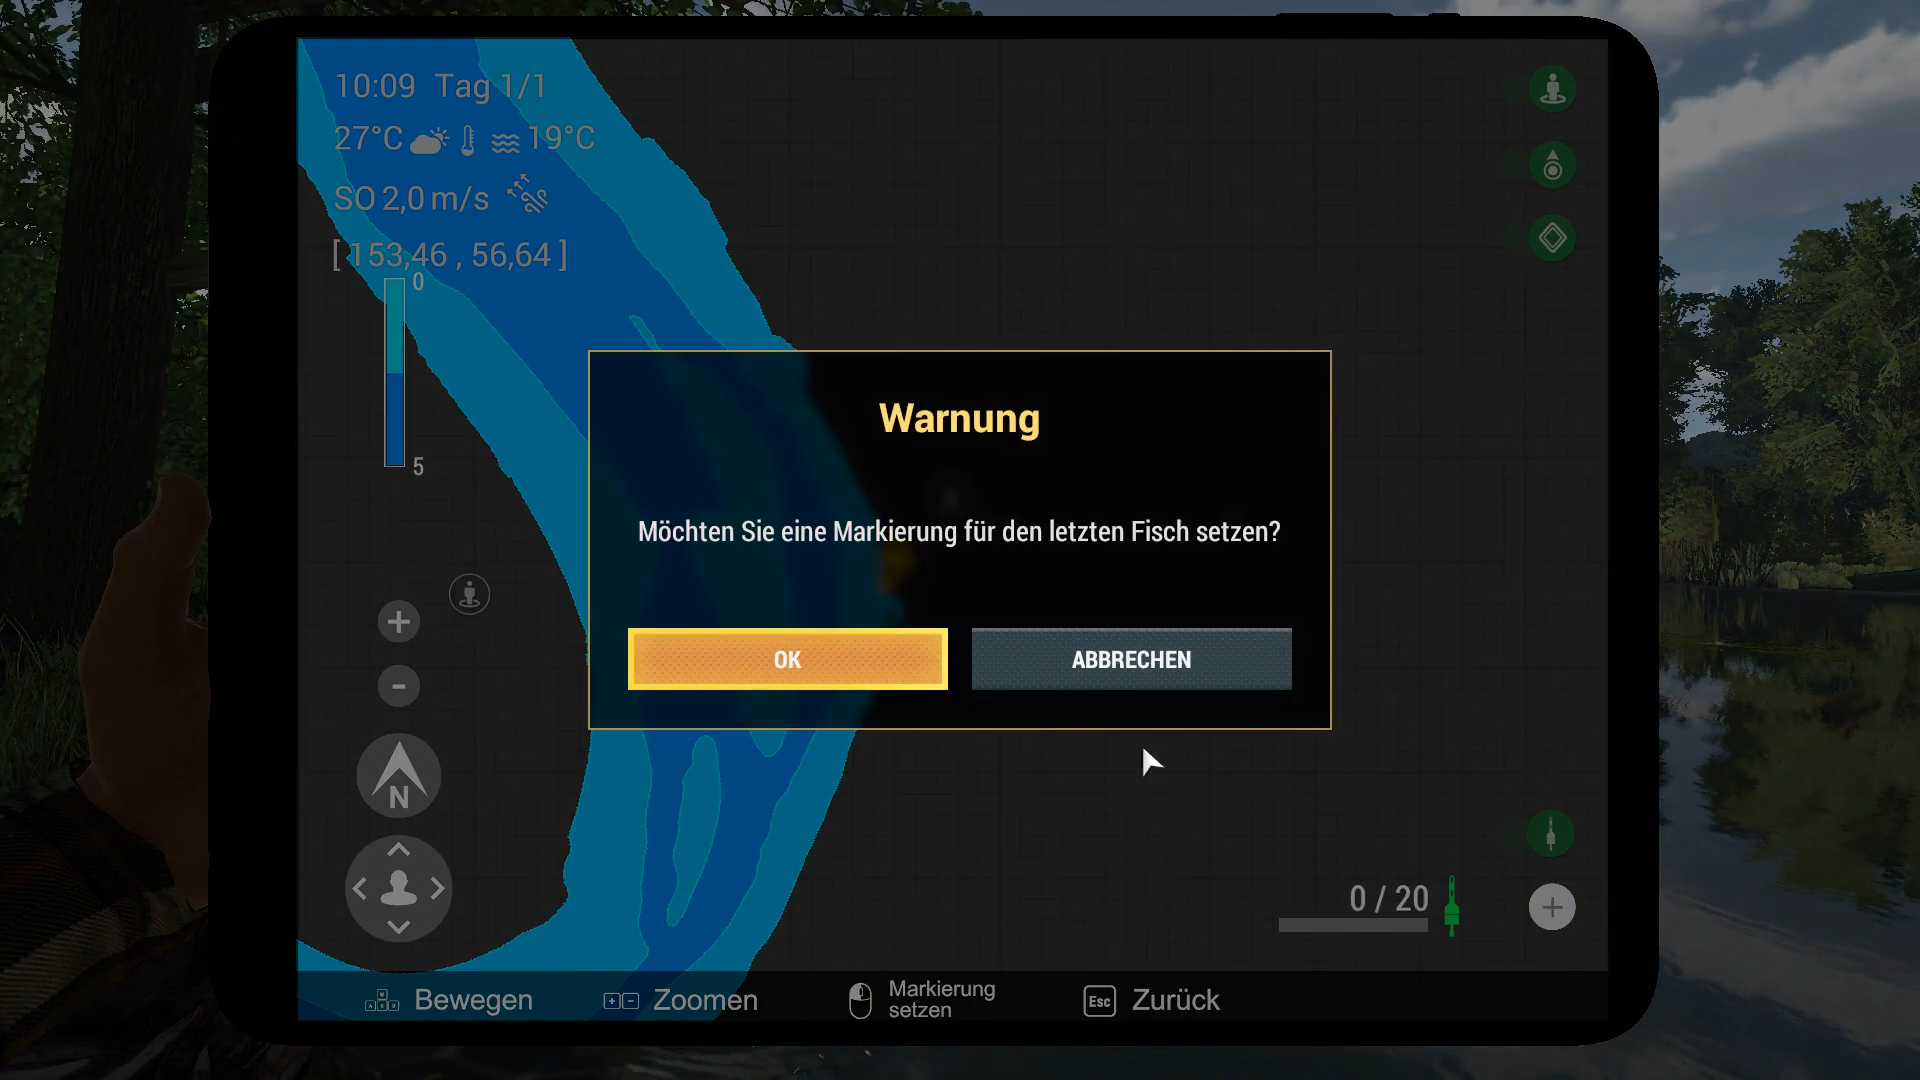 10:09 Tag 1/1
27°C 19°C
SO 2,0 m/s
[ 153,46 , 56,64 ]
0
5
Warnung
Möchten Sie eine Markierung für den letzten Fisch setzen?
OK
ABBRECHEN
+
-
N
0 / 20
+
W
A S D
Bewegen
+ -
Zoomen
Markierung
setzen
Esc
Zurück